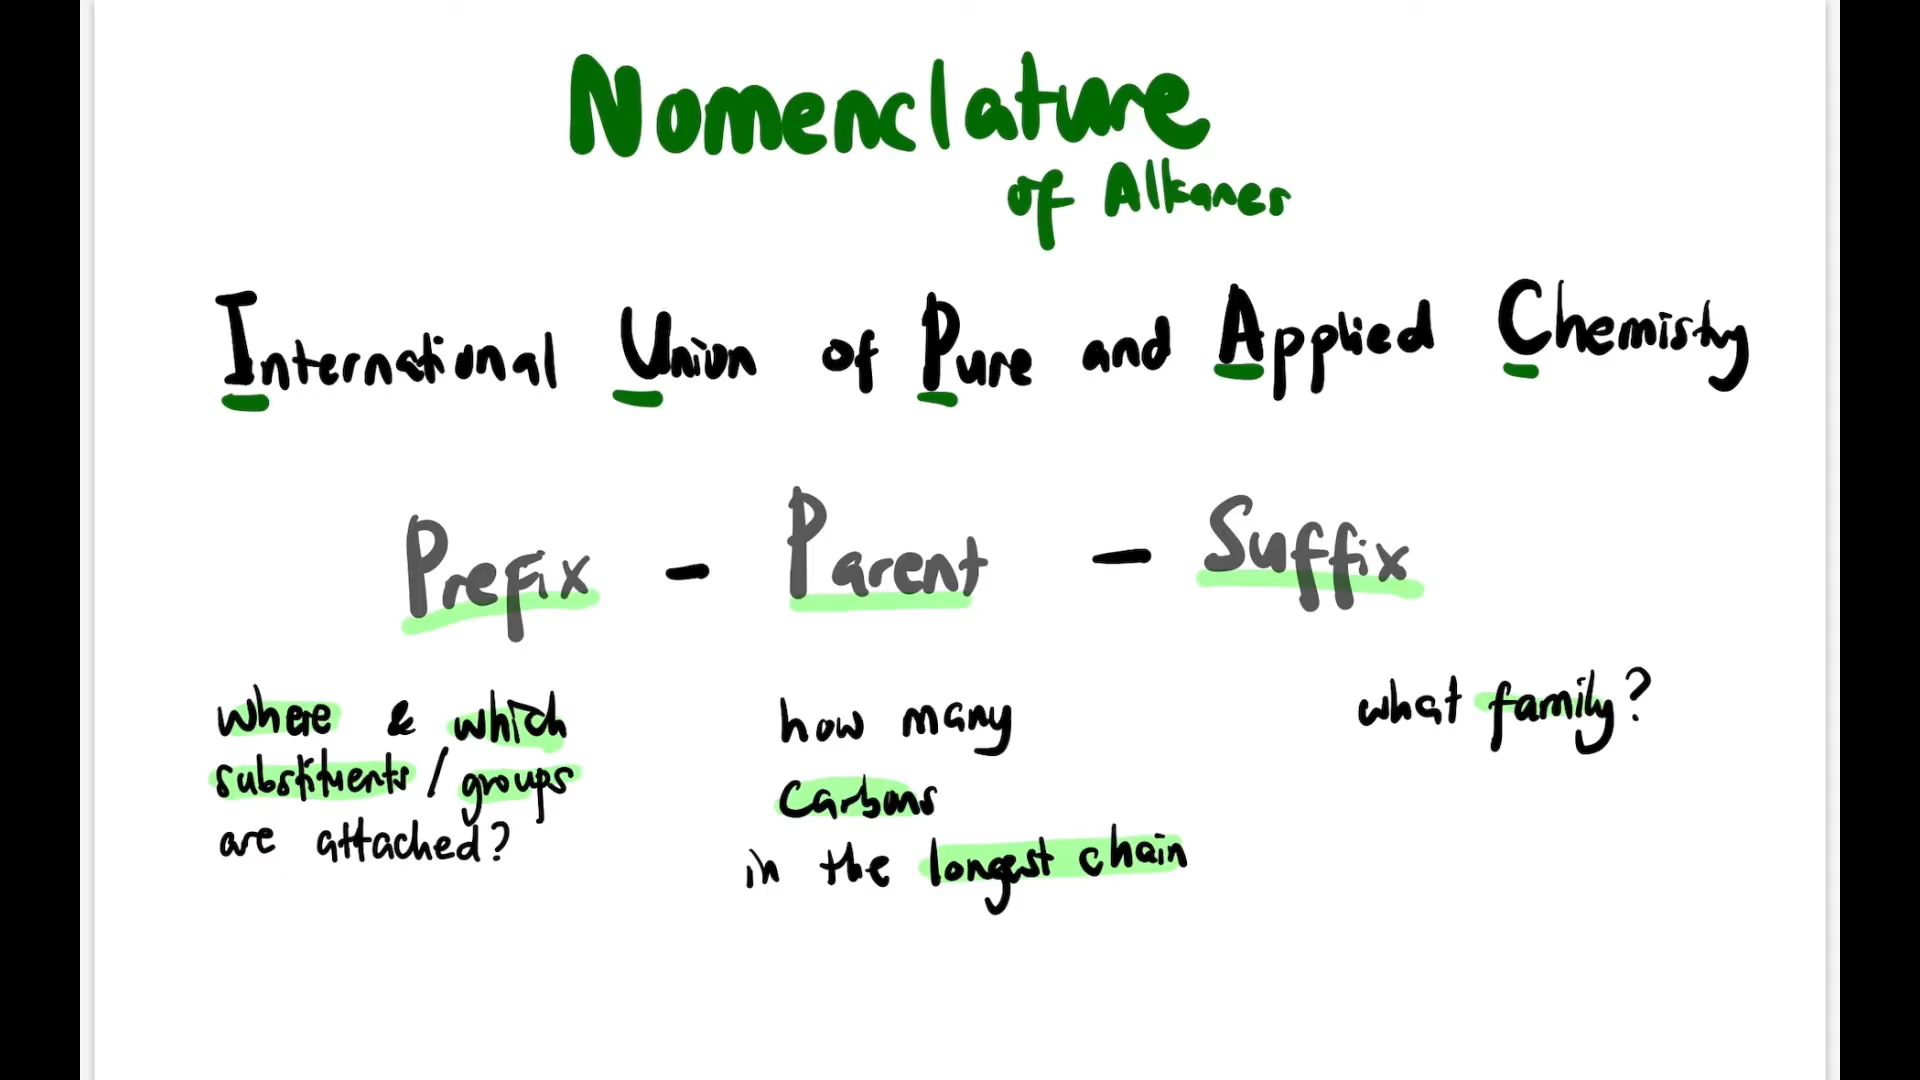 Nomenclature
of Alkanes
International Union of Pure and Applied Chemistry
Prefix - Parent - Suffix
where & which
substituents / groups
are attached?
how many
carbons
in the longest chain
what family?